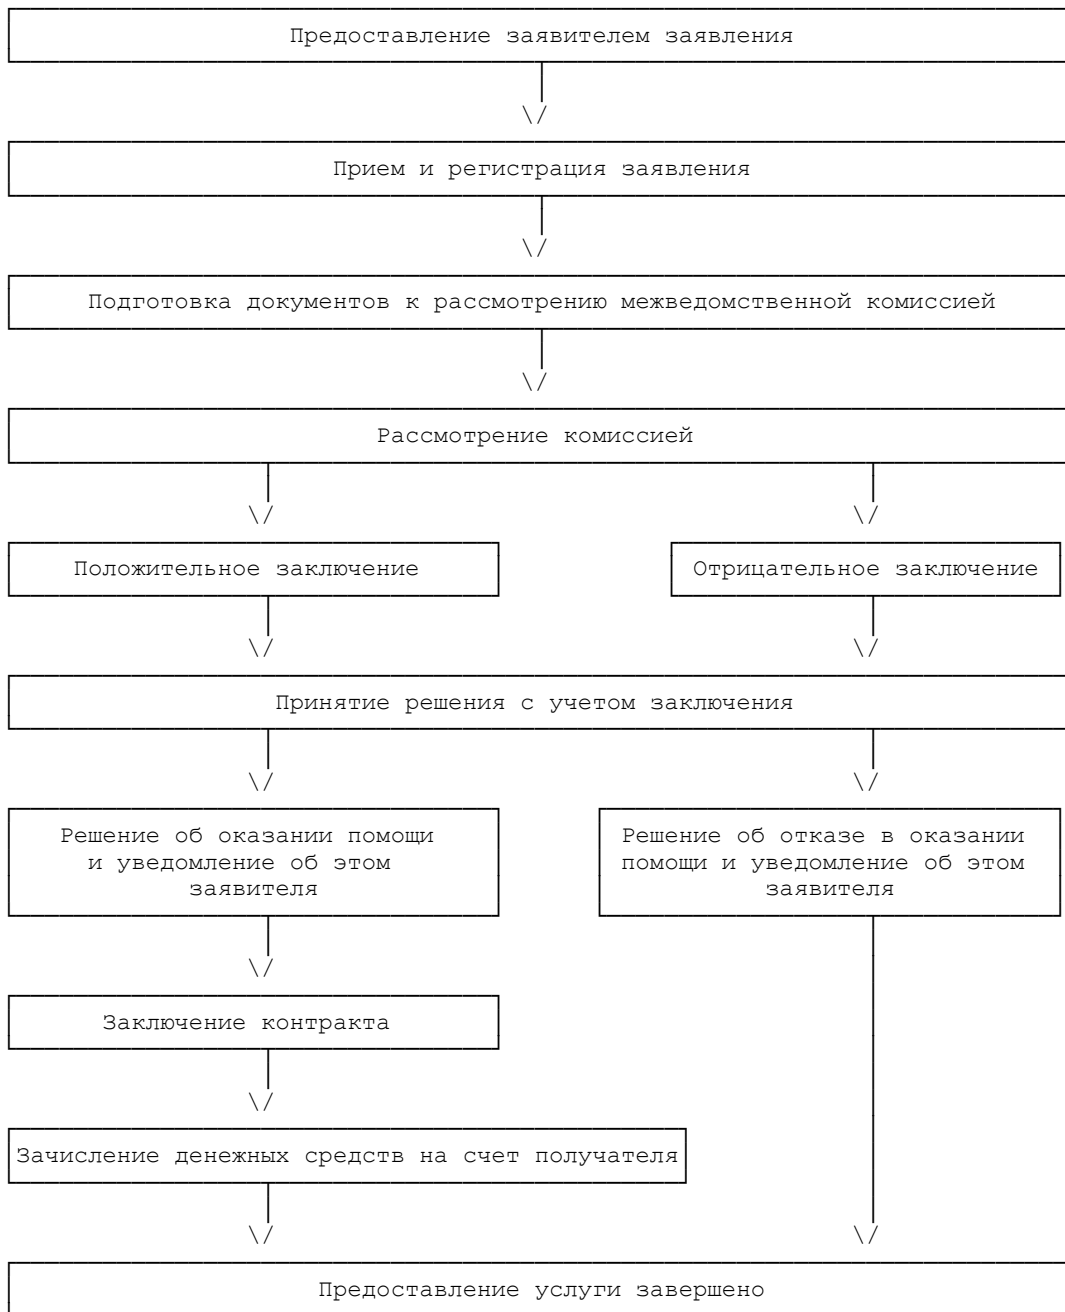 Предоставление заявителем заявления
Прием и регистрация заявления
Подготовка документов к рассмотрению межведомственной комиссией
Рассмотрение комиссией
Положительное заключение
Отрицательное заключение
Принятие решения с учетом заключения
Решение об оказании помощи
и уведомление об этом
заявителя
Решение об отказе в оказании
помощи и уведомление об этом
заявителя
Заключение контракта
Зачисление денежных средств на счет получателя
Предоставление услуги завершено